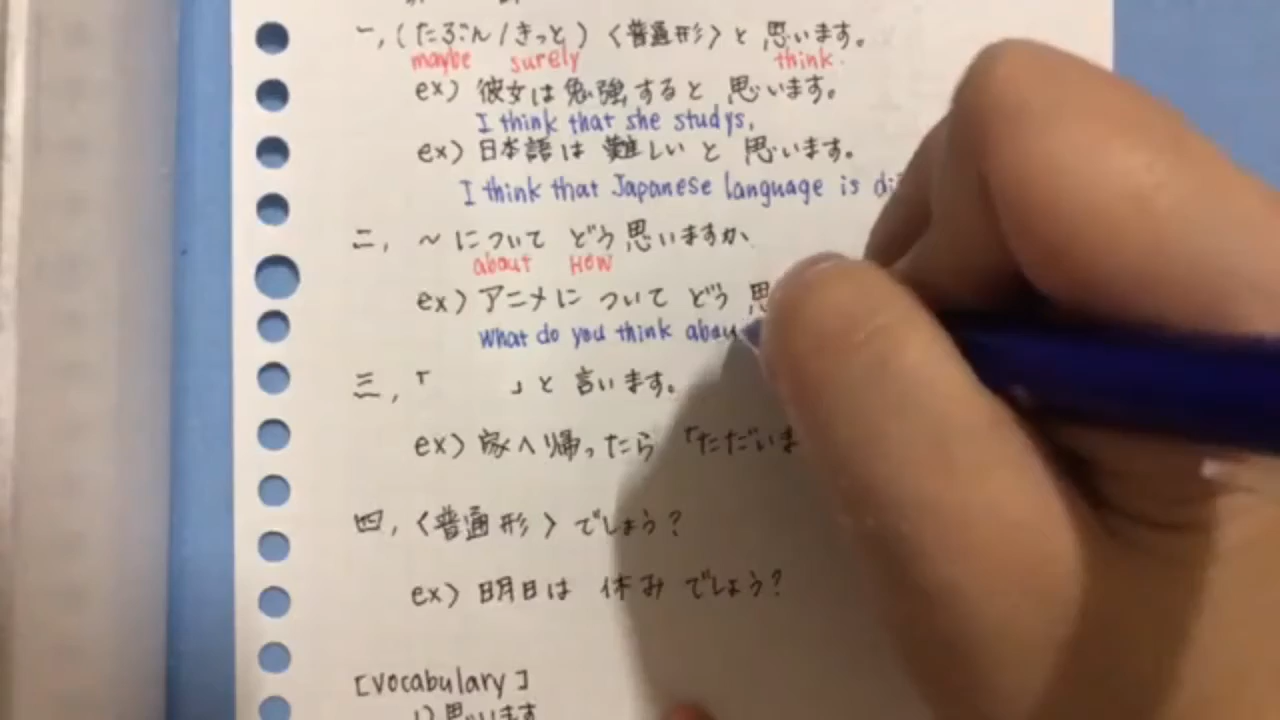 一, (たぶん/きっと) 〈普通形〉と 思います。
maybe surely think.
ex) 彼女は 勉強すると 思います。
I think that she studys,
ex) 日本語は 難しい と 思います。
I think that Japanese language is
二, ~ について どう 思いますか、
about HOW
ex) アニメに ついて どう 思
What do you think
三, 「 」と 言います。
ex) 家へ帰ったら 「ただいま
四, 〈普通形〉でしょう?
ex) 明日は 休み でしょう?
[Vocabulary]
1) 思います